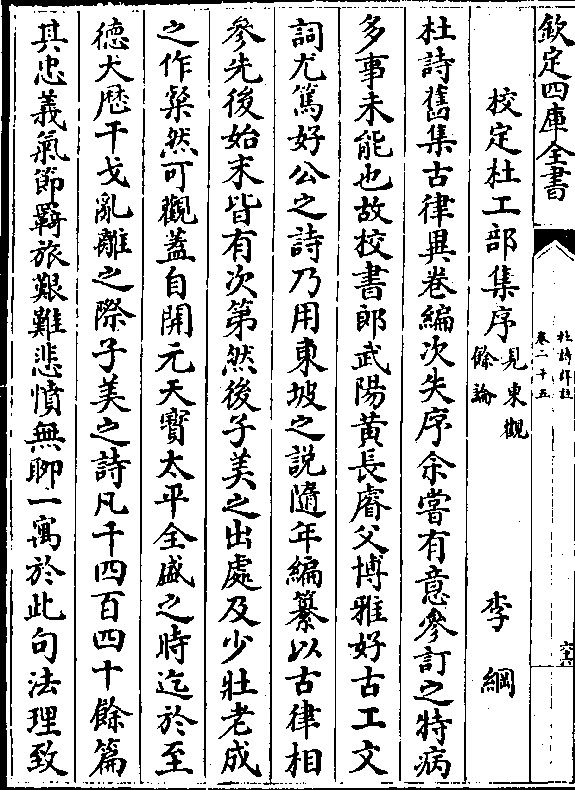 欽定四庫全書
杜詩詳註
卷二十五
校定杜工部集序 見東觀
餘論
李綱
杜詩舊集古律異卷編次失序余嘗有意參訂之特病
多事未能也故校書郎武陽黃長睿父博雅好古工文
詞尤篤好公之詩乃用東坡之說隨年編纂以古律相
參先後始末皆有次第然後子美之出處及少壯老成
之作粲然可觀蓋自開元天寳太平全盛之時迄於至
德大厯干戈亂離之際子美之詩凡千四百四十餘篇
其忠義氣節羇旅艱難悲憤無聊一寓於此句法理致